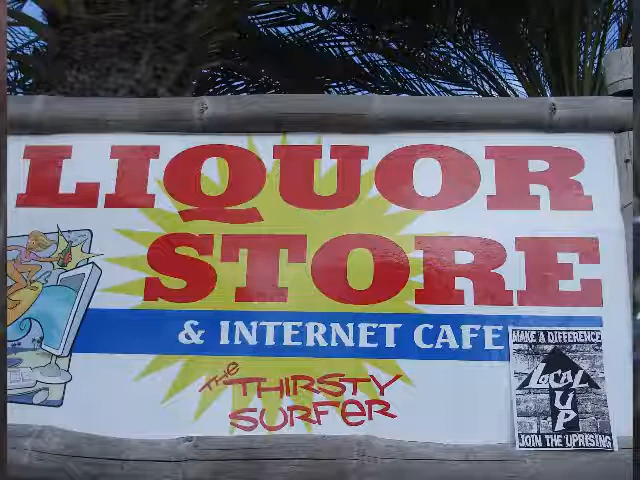 LIQUOR
STORE
& INTERNET CAFE
THE
THIRSTY
SURFER
MAKE A DIFFERENCE
LOCAL
UP
JOIN THE UPRISING